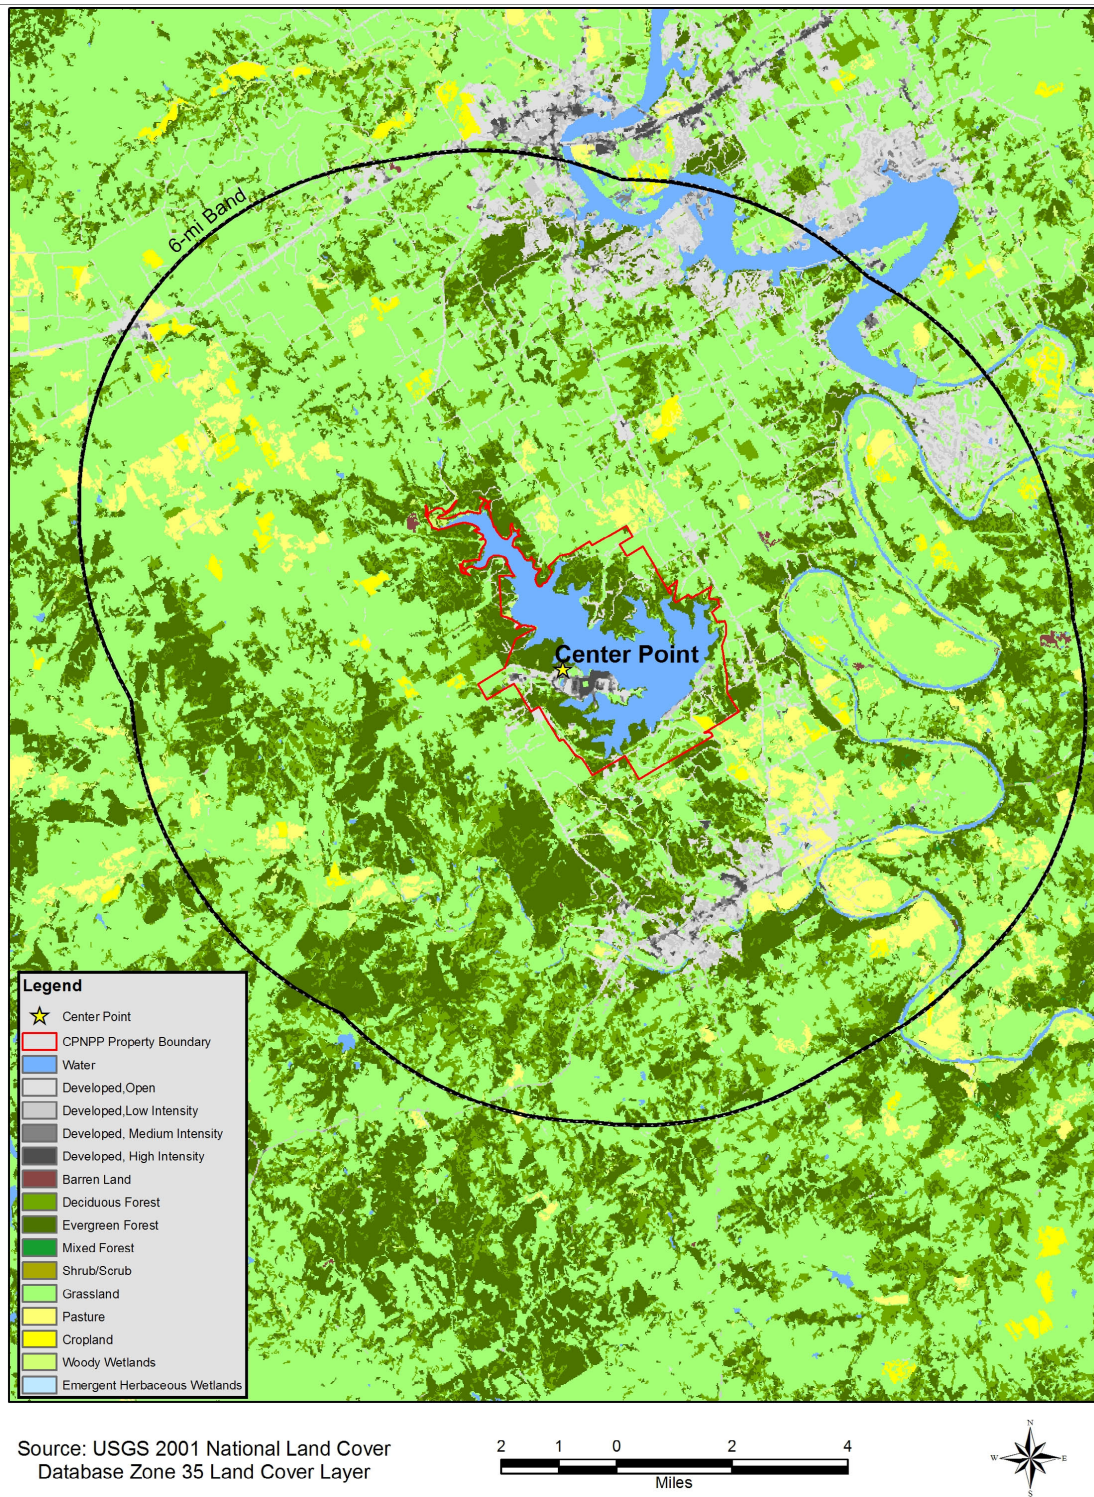 6-mi Band
Center Point
Legend
Center Point
CPNPP Property Boundary
Water
Developed,Open
Developed,Low Intensity
Developed, Medium Intensity
Developed, High Intensity
Barren Land
Deciduous Forest
Evergreen Forest
Mixed Forest
Shrub/Scrub
Grassland
Pasture
Cropland
Woody Wetlands
Emergent Herbaceous Wetlands
Source: USGS 2001 National Land Cover
Database Zone 35 Land Cover Layer
2 1 0 2 4
Miles
N
W E
S